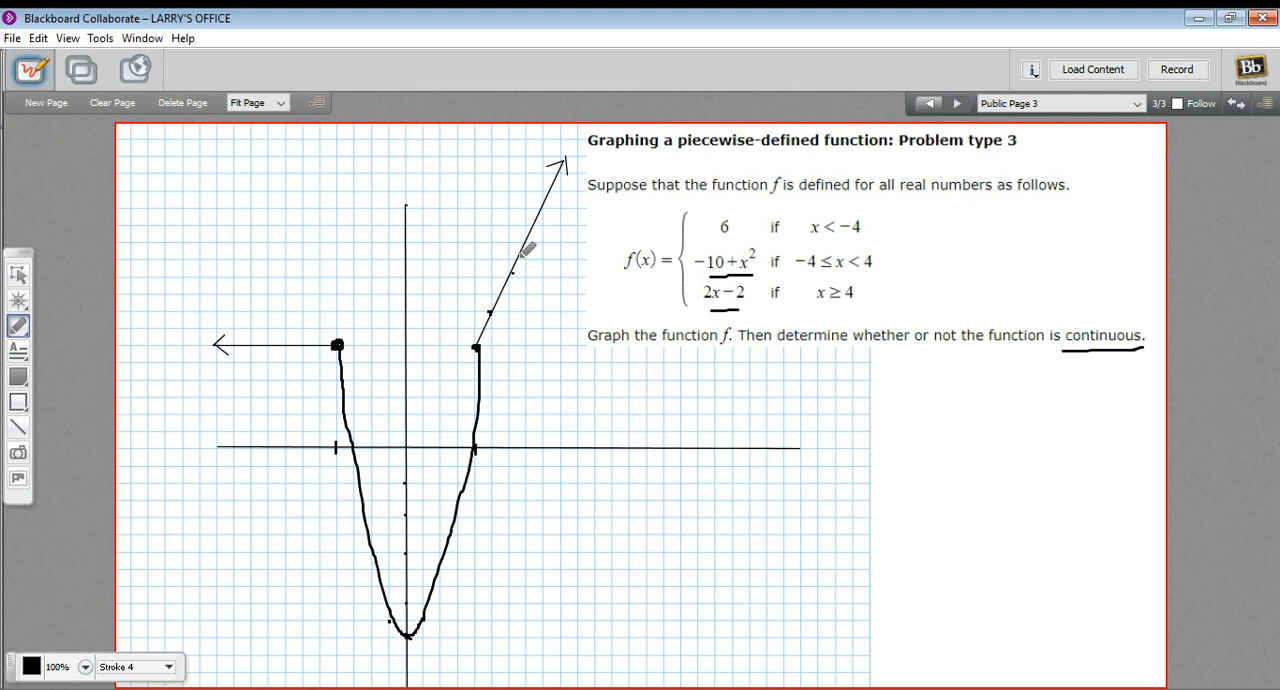 Blackboard Collaborate – LARRY'S OFFICE
File Edit View Tools Window Help
Load Content Record Bb Blackboard
New Page Clear Page Delete Page Fit Page Public Page 3 3/3 Follow
Graphing a piecewise-defined function: Problem type 3
Suppose that the function f is defined for all real numbers as follows.
6 if x < −4
f(x) = { −10 + x² if −4 ≤ x < 4
2x − 2 if x ≥ 4
Graph the function f. Then determine whether or not the function is continuous.
100% Stroke 4